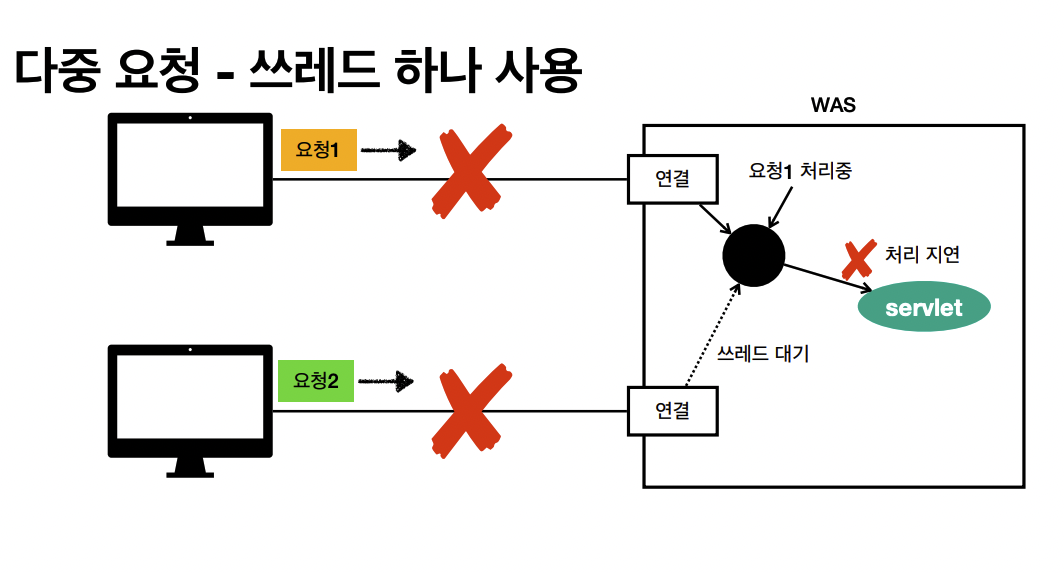 다중 요청 - 쓰레드 하나 사용
WAS
요청1
연결
요청1 처리중
처리 지연
servlet
쓰레드 대기
요청2
연결